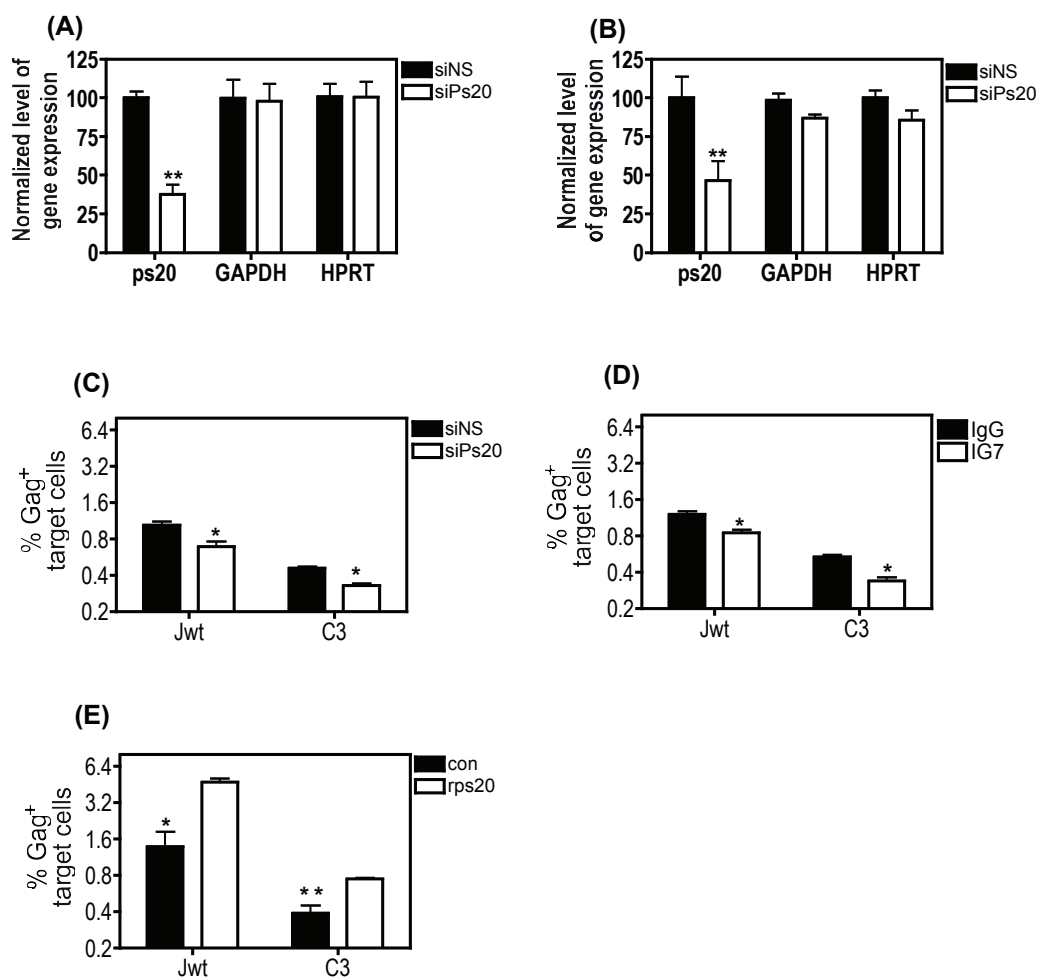 (A)
Normalized level of
gene expression
125
100
75
50
25
0
**
ps20 GAPDH HPRT
siNS
siPs20
(B)
Normalized level
of gene expression
125
100
75
50
25
0
**
ps20 GAPDH HPRT
siNS
siPs20
(C)
% Gag+
target cells
6.4
3.2
1.6
0.8
0.4
0.2
*
*
Jwt C3
siNS
siPs20
(D)
% Gag+
target cells
6.4
3.2
1.6
0.8
0.4
0.2
*
*
Jwt C3
IgG
IG7
(E)
% Gag+
target cells
6.4
3.2
1.6
0.8
0.4
0.2
*
**
Jwt C3
con
rps20